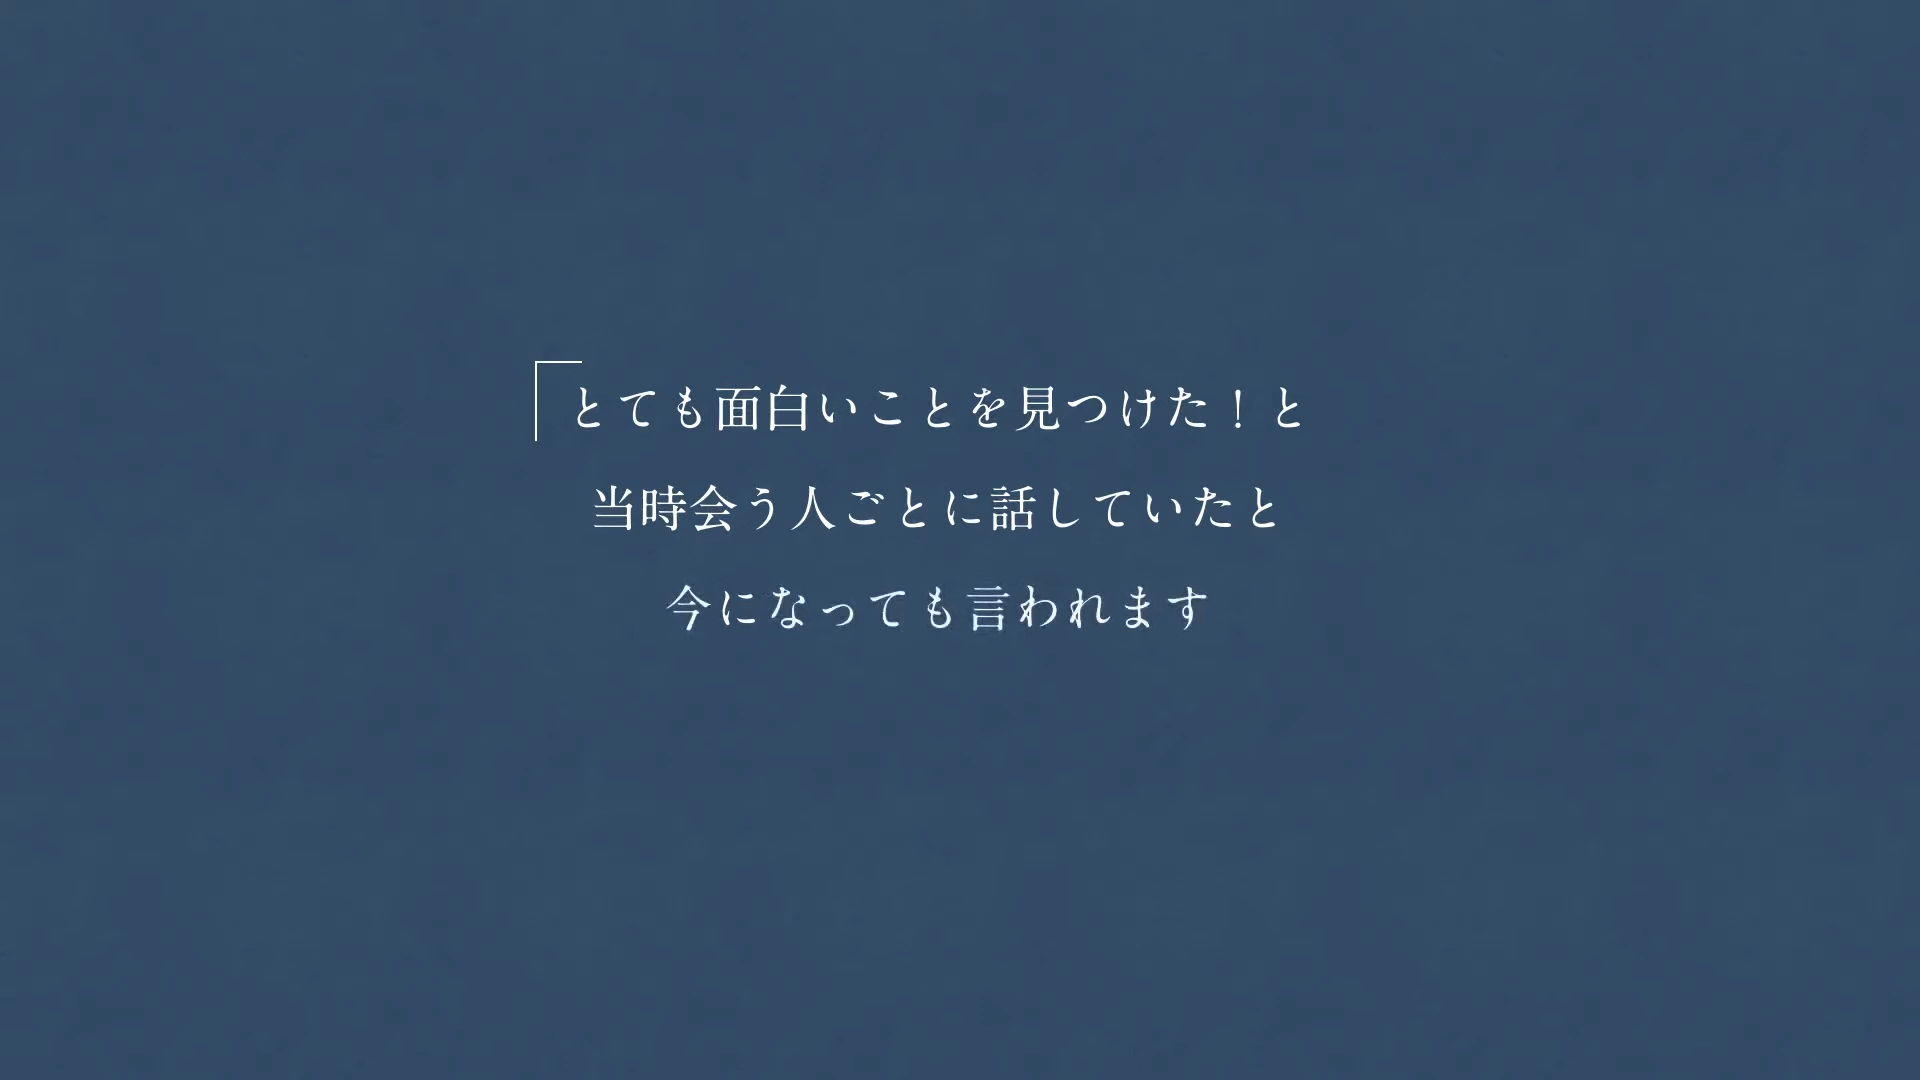 「とても面白いことを見つけた！と
当時会う人ごとに話していたと
今になっても言われます